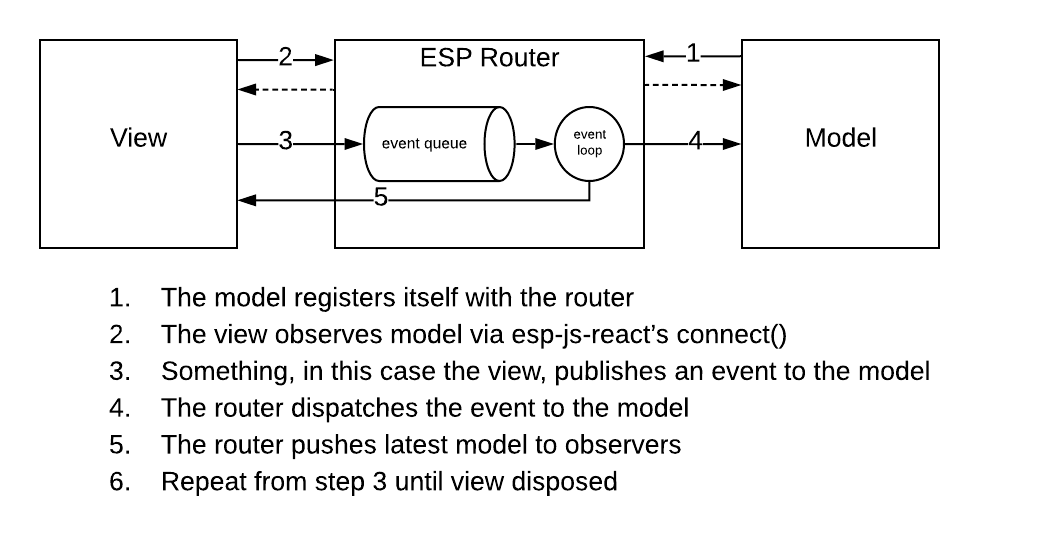 2
ESP Router
1
View
3
event queue
event
loop
4
Model
5
1. The model registers itself with the router
2. The view observes model via esp-js-react’s connect()
3. Something, in this case the view, publishes an event to the model
4. The router dispatches the event to the model
5. The router pushes latest model to observers
6. Repeat from step 3 until view disposed